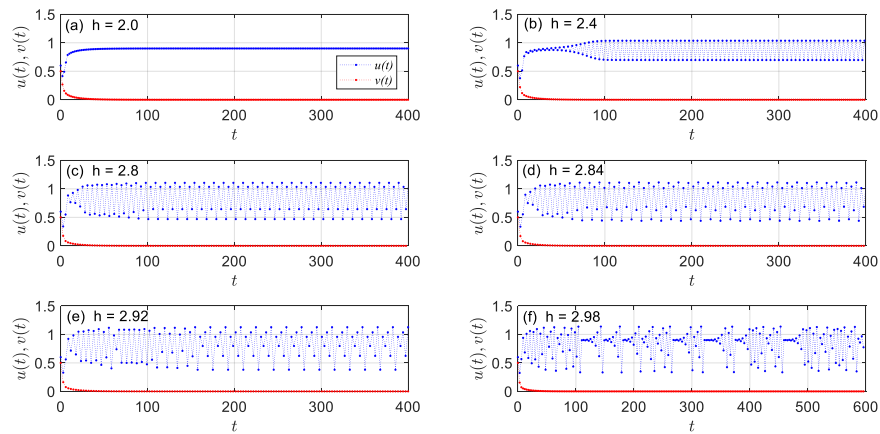 (a) h = 2.0
u(t), v(t)
1.5
1
0.5
0
u(t)
v(t)
0 100 200 300 400
t
(b) h = 2.4
u(t), v(t)
1.5
1
0.5
0
0 100 200 300 400
t
(c) h = 2.8
u(t), v(t)
1.5
1
0.5
0
0 100 200 300 400
t
(d) h = 2.84
u(t), v(t)
1.5
1
0.5
0
0 100 200 300 400
t
(e) h = 2.92
u(t), v(t)
1.5
1
0.5
0
0 100 200 300 400
t
(f) h = 2.98
u(t), v(t)
1.5
1
0.5
0
0 100 200 300 400 500 600
t